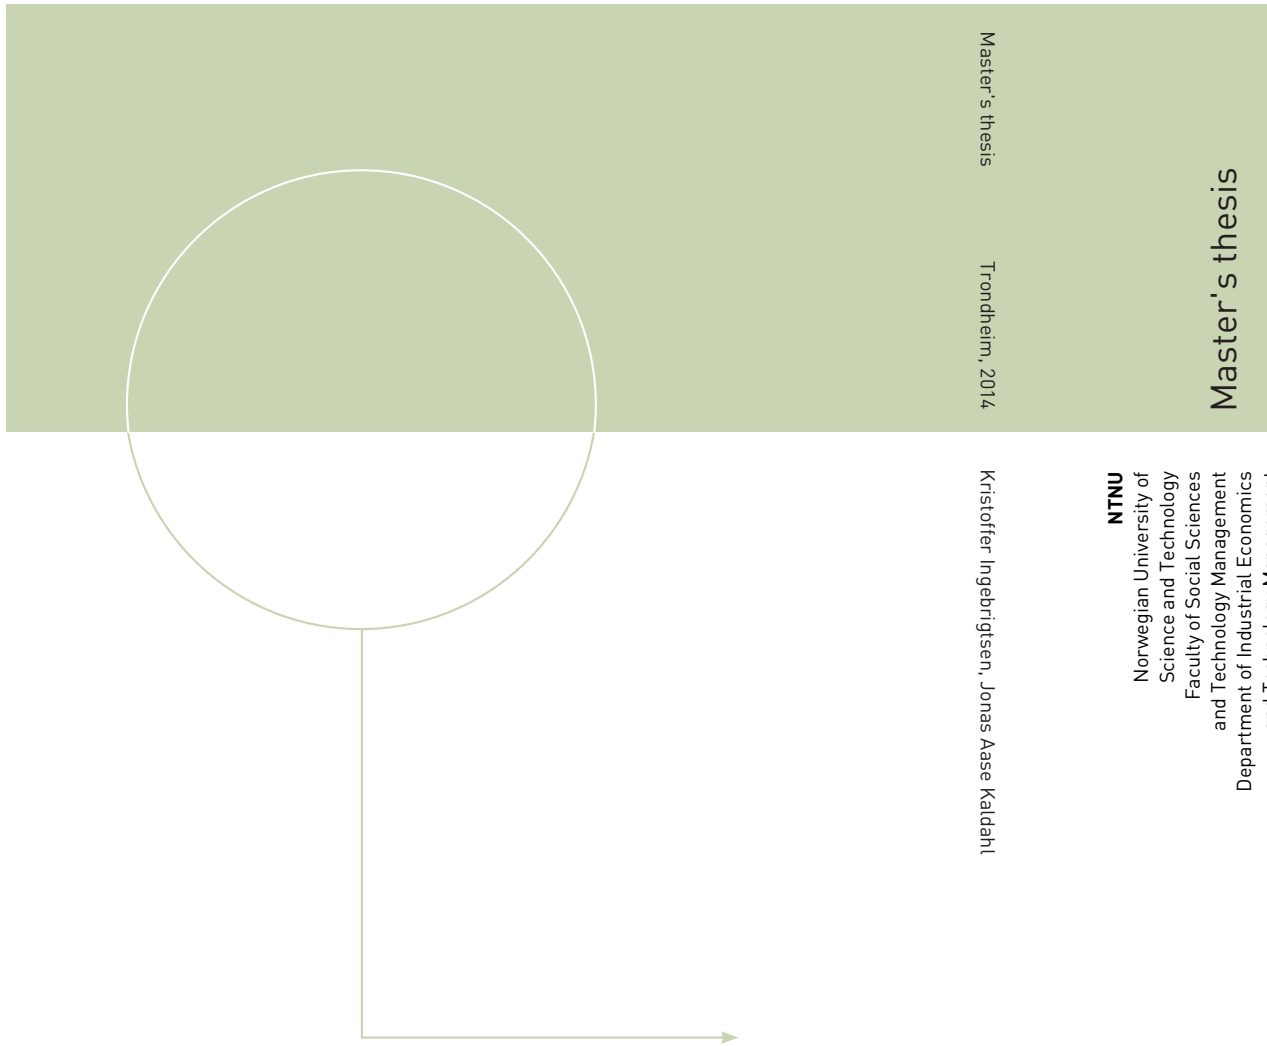 Master's thesis
Trondheim, 2014
Kristoffer Ingebrigtsen, Jonas Aase Kaldahl
Master's thesis
NTNU
Norwegian University of
Science and Technology
Faculty of Social Sciences
and Technology Management
Department of Industrial Economics